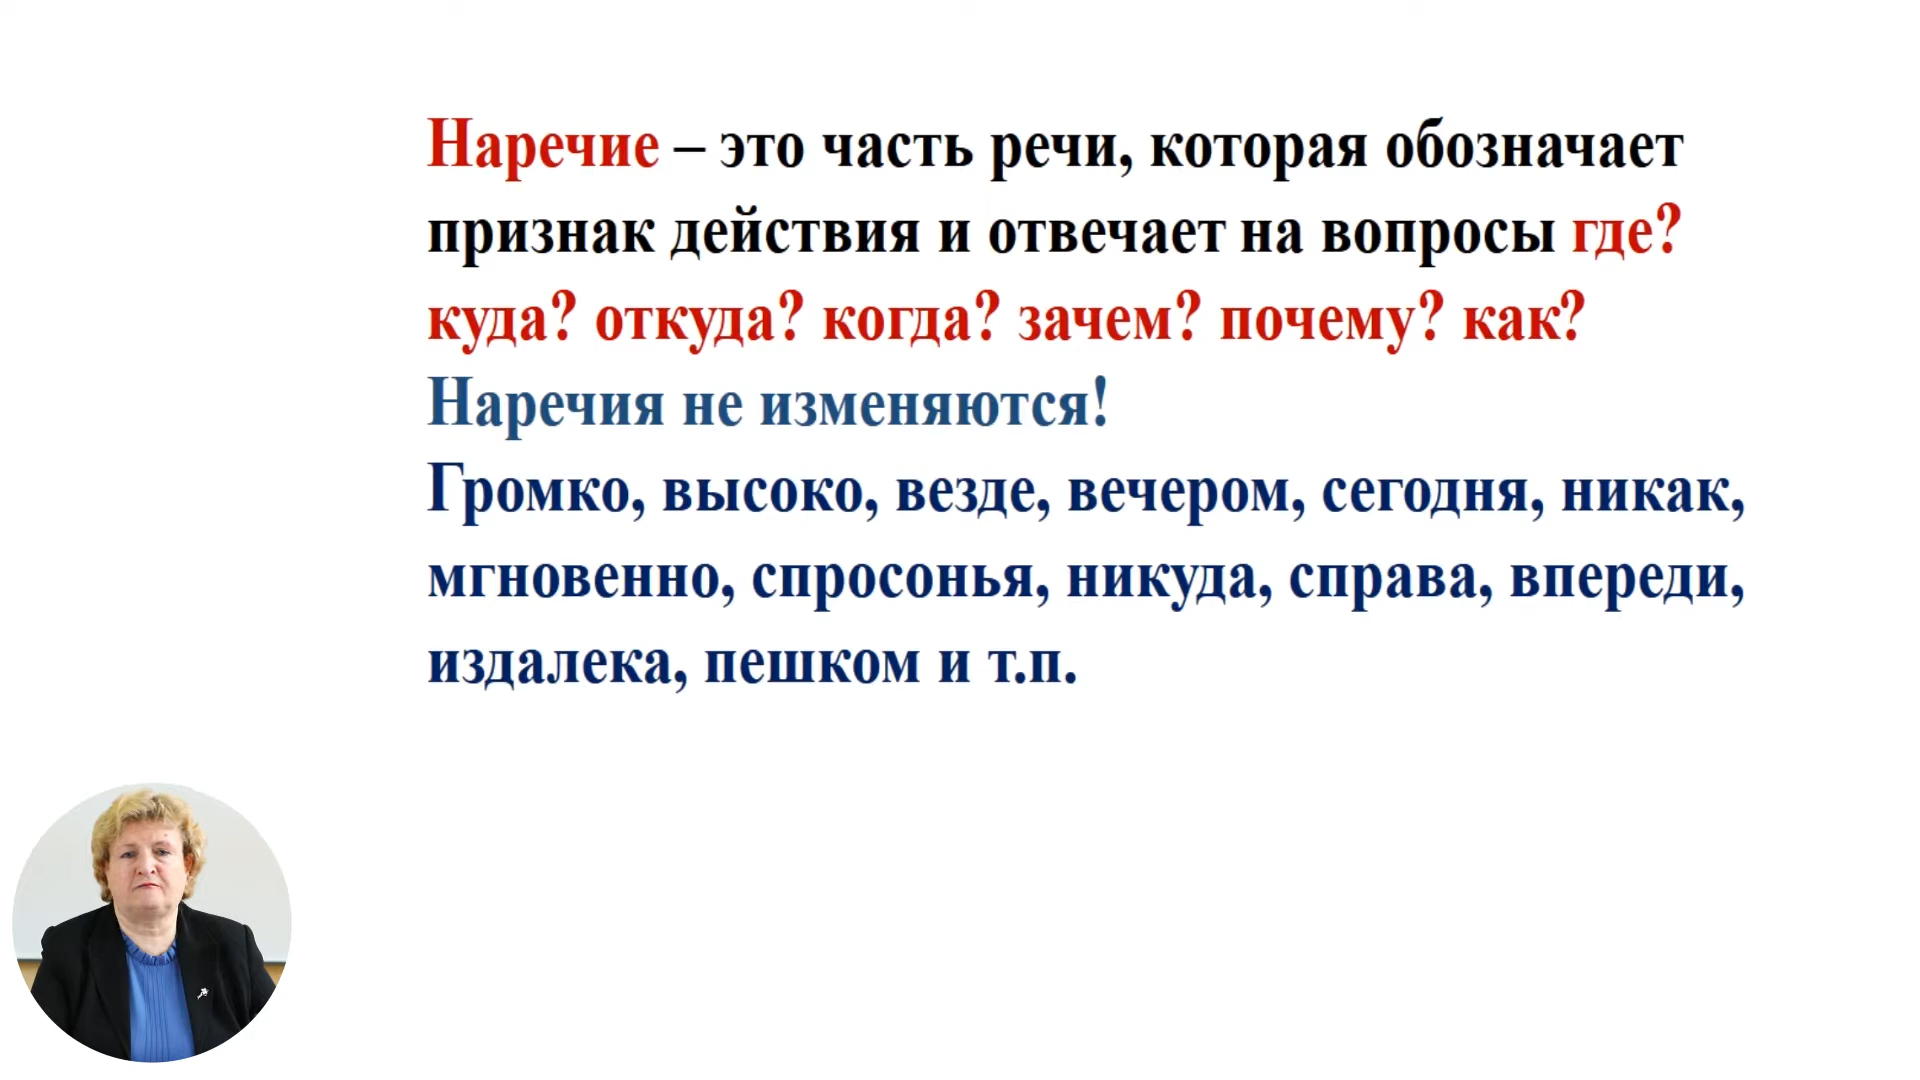 Наречие – это часть речи, которая обозначает
признак действия и отвечает на вопросы где?
куда? откуда? когда? зачем? почему? как?
Наречия не изменяются!
Громко, высоко, везде, вечером, сегодня, никак,
мгновенно, спросонья, никуда, справа, впереди,
издалека, пешком и т.п.